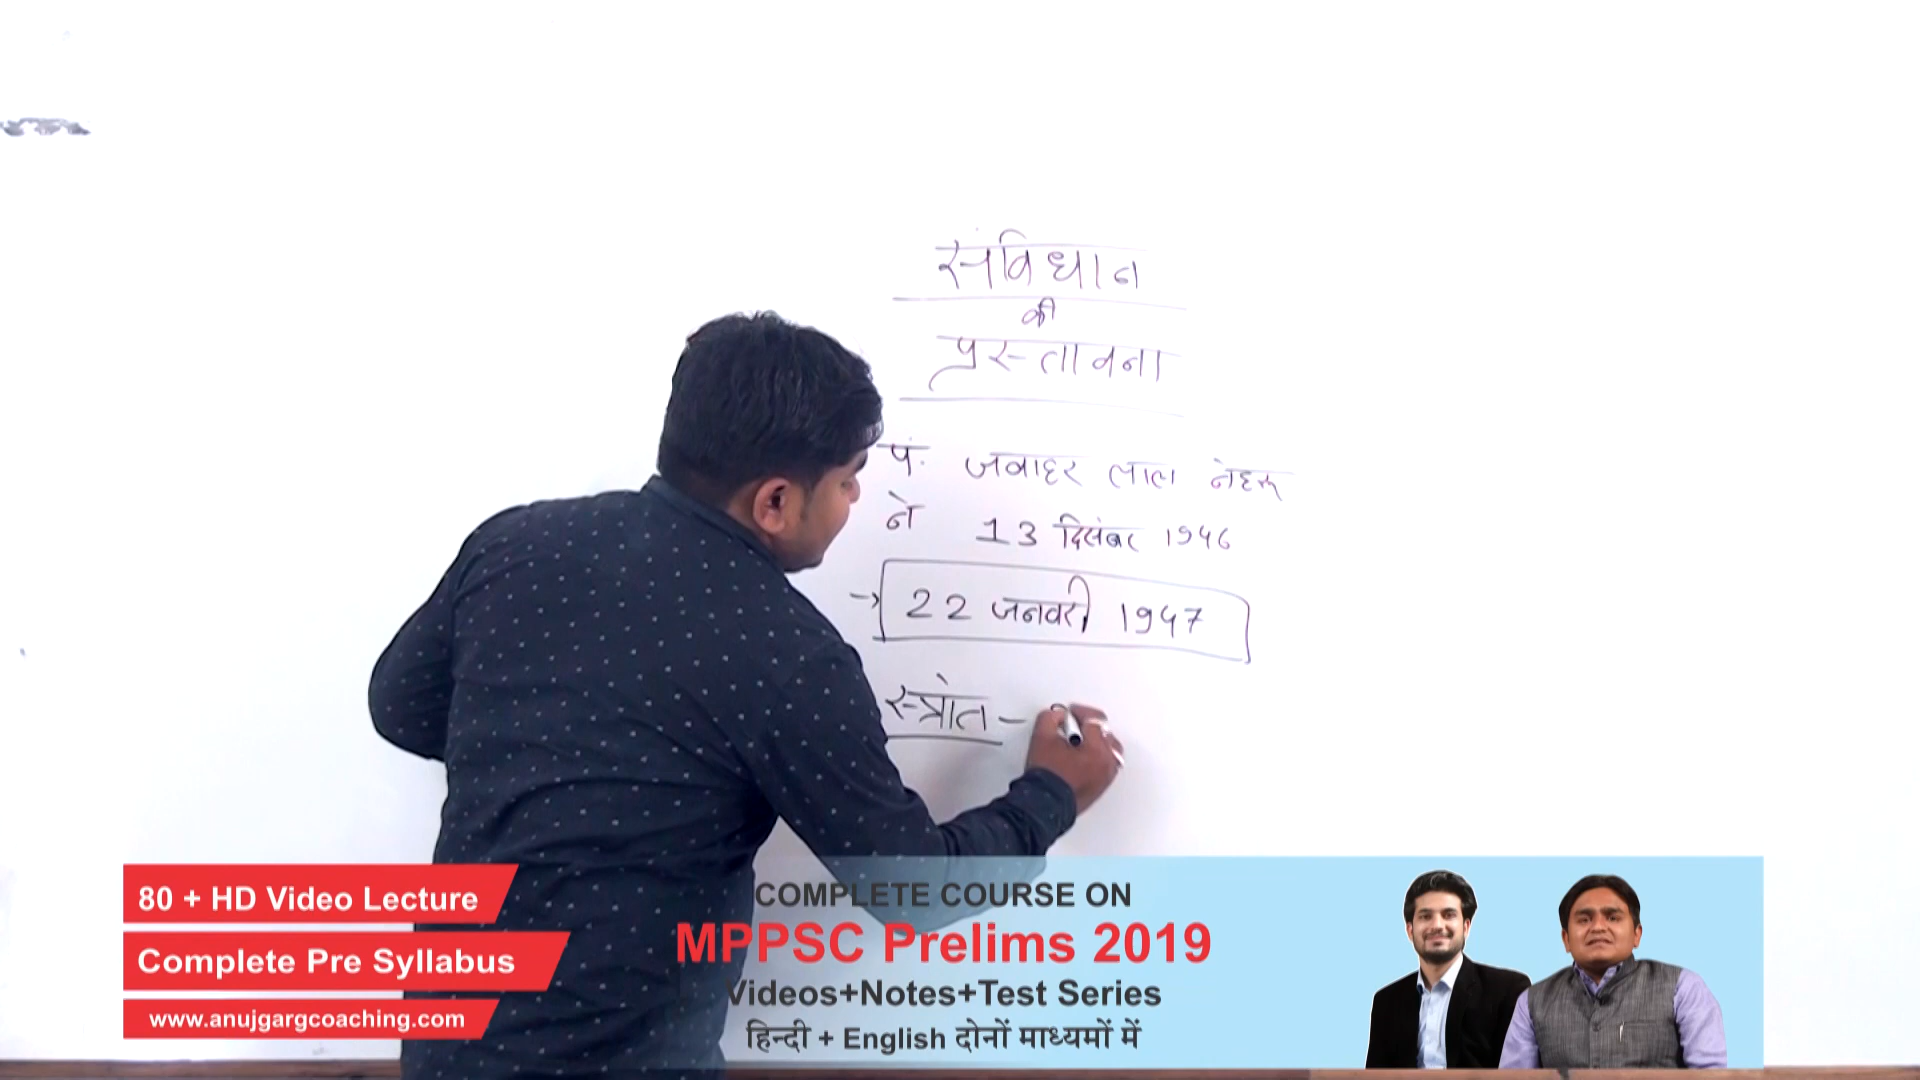 संविधान
की
प्रस्तावना
पं. जवाहर लाल नेहरू
ने 13 दिसंबर 1946
→ 22 जनवरी 1947
स्त्रोत -
80 + HD Video Lecture
Complete Pre Syllabus
www.anujgargcoaching.com
COMPLETE COURSE ON
MPPSC Prelims 2019
Videos+Notes+Test Series
हिन्दी + English दोनों माध्यमों में